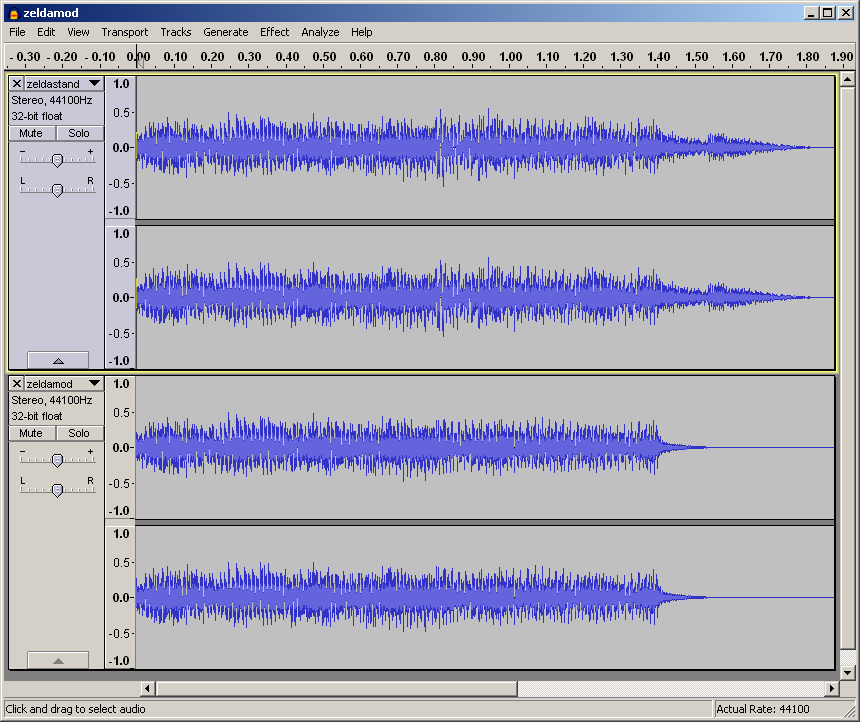 zeldamod
File Edit View Transport Tracks Generate Effect Analyze Help
- 0.30 - 0.20 - 0.10 0.00 0.10 0.20 0.30 0.40 0.50 0.60 0.70 0.80 0.90 1.00 1.10 1.20 1.30 1.40 1.50 1.60 1.70 1.80 1.90
zeldastand
Stereo, 44100Hz
32-bit float
Mute Solo
- +
L R
1.0
0.5-
0.0-
-0.5-
-1.0
1.0
0.5-
0.0-
-0.5-
-1.0
zeldamod
Stereo, 44100Hz
32-bit float
Mute Solo
- +
L R
1.0
0.5-
0.0-
-0.5-
-1.0
1.0
0.5-
0.0-
-0.5-
-1.0
Click and drag to select audio
Actual Rate: 44100